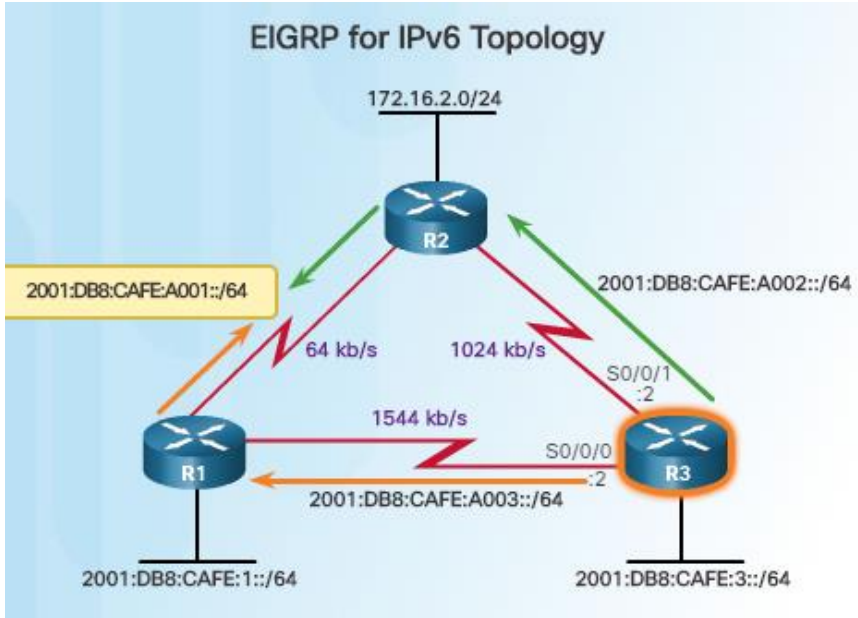 EIGRP for IPv6 Topology
172.16.2.0/24
R2
2001:DB8:CAFE:A001::/64
2001:DB8:CAFE:A002::/64
64 kb/s
1024 kb/s
S0/0/1
:2
1544 kb/s
S0/0/0
R1
R3
:2
2001:DB8:CAFE:A003::/64
2001:DB8:CAFE:1::/64
2001:DB8:CAFE:3::/64